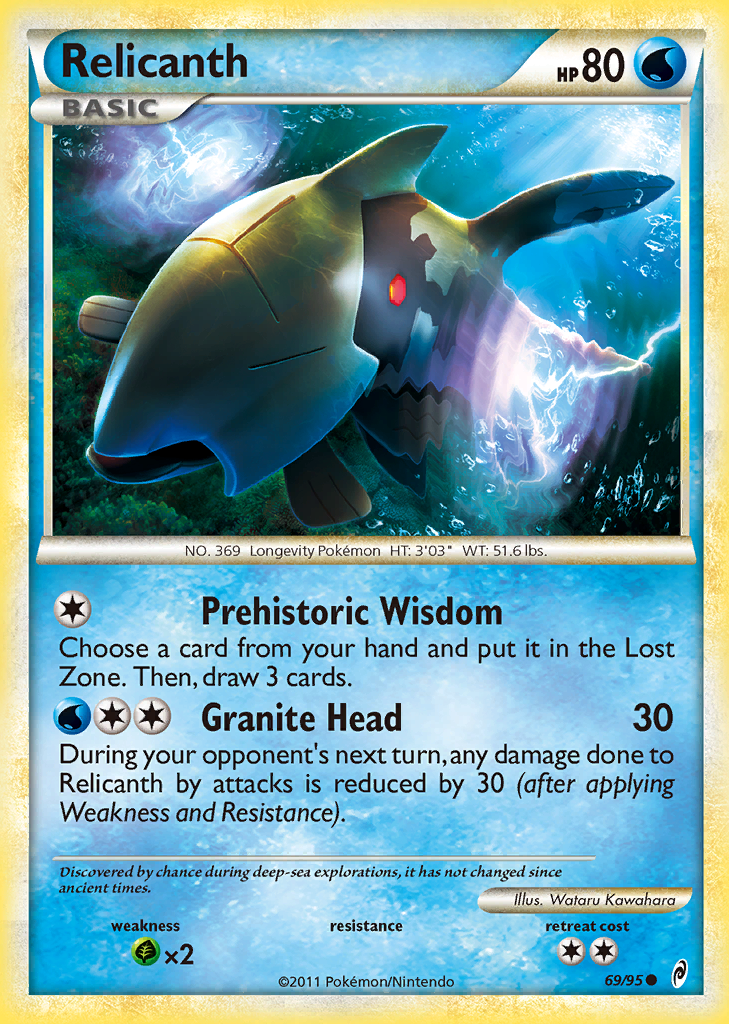 Relicanth
HP 80
BASIC
NO. 369 Longevity Pokémon HT: 3'03" WT: 51.6 lbs.
Prehistoric Wisdom
Choose a card from your hand and put it in the Lost
Zone. Then, draw 3 cards.
Granite Head 30
During your opponent's next turn, any damage done to
Relicanth by attacks is reduced by 30 (after applying
Weakness and Resistance).
Discovered by chance during deep-sea explorations, it has not changed since
ancient times.
Illus. Wataru Kawahara
weakness resistance retreat cost
×2
©2011 Pokémon/Nintendo
69/95